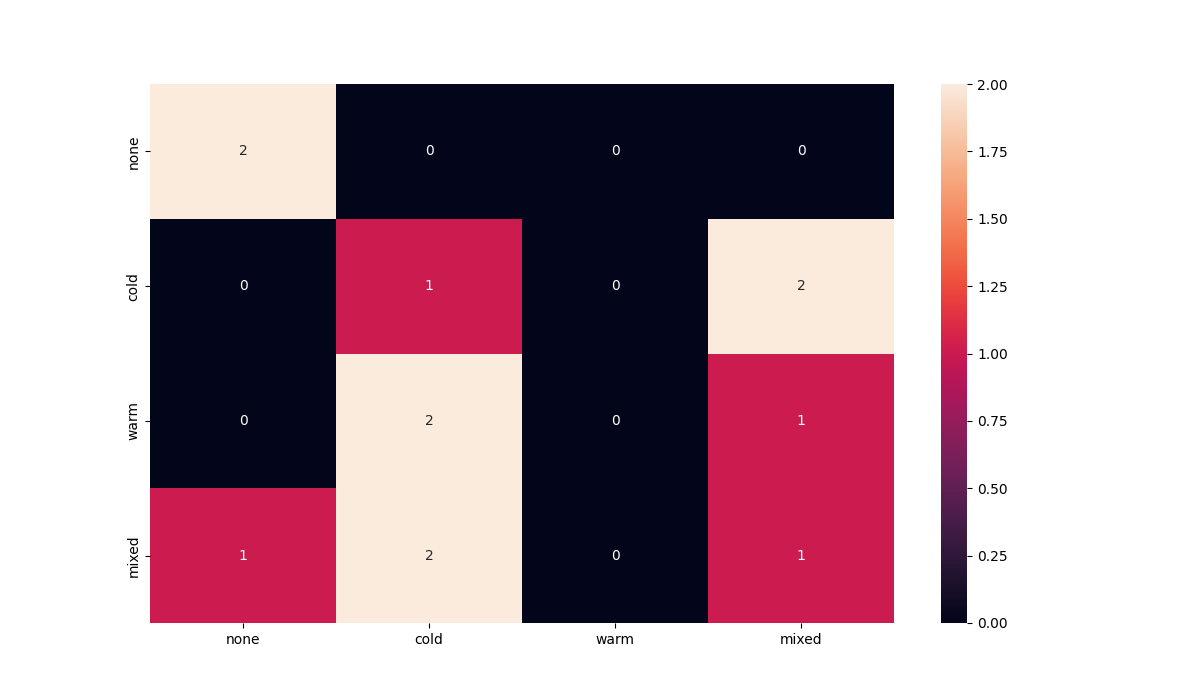 none 2 0 0 0
cold 0 1 0 2
warm 0 2 0 1
mixed 1 2 0 1
none cold warm mixed
2.00
1.75
1.50
1.25
1.00
0.75
0.50
0.25
0.00